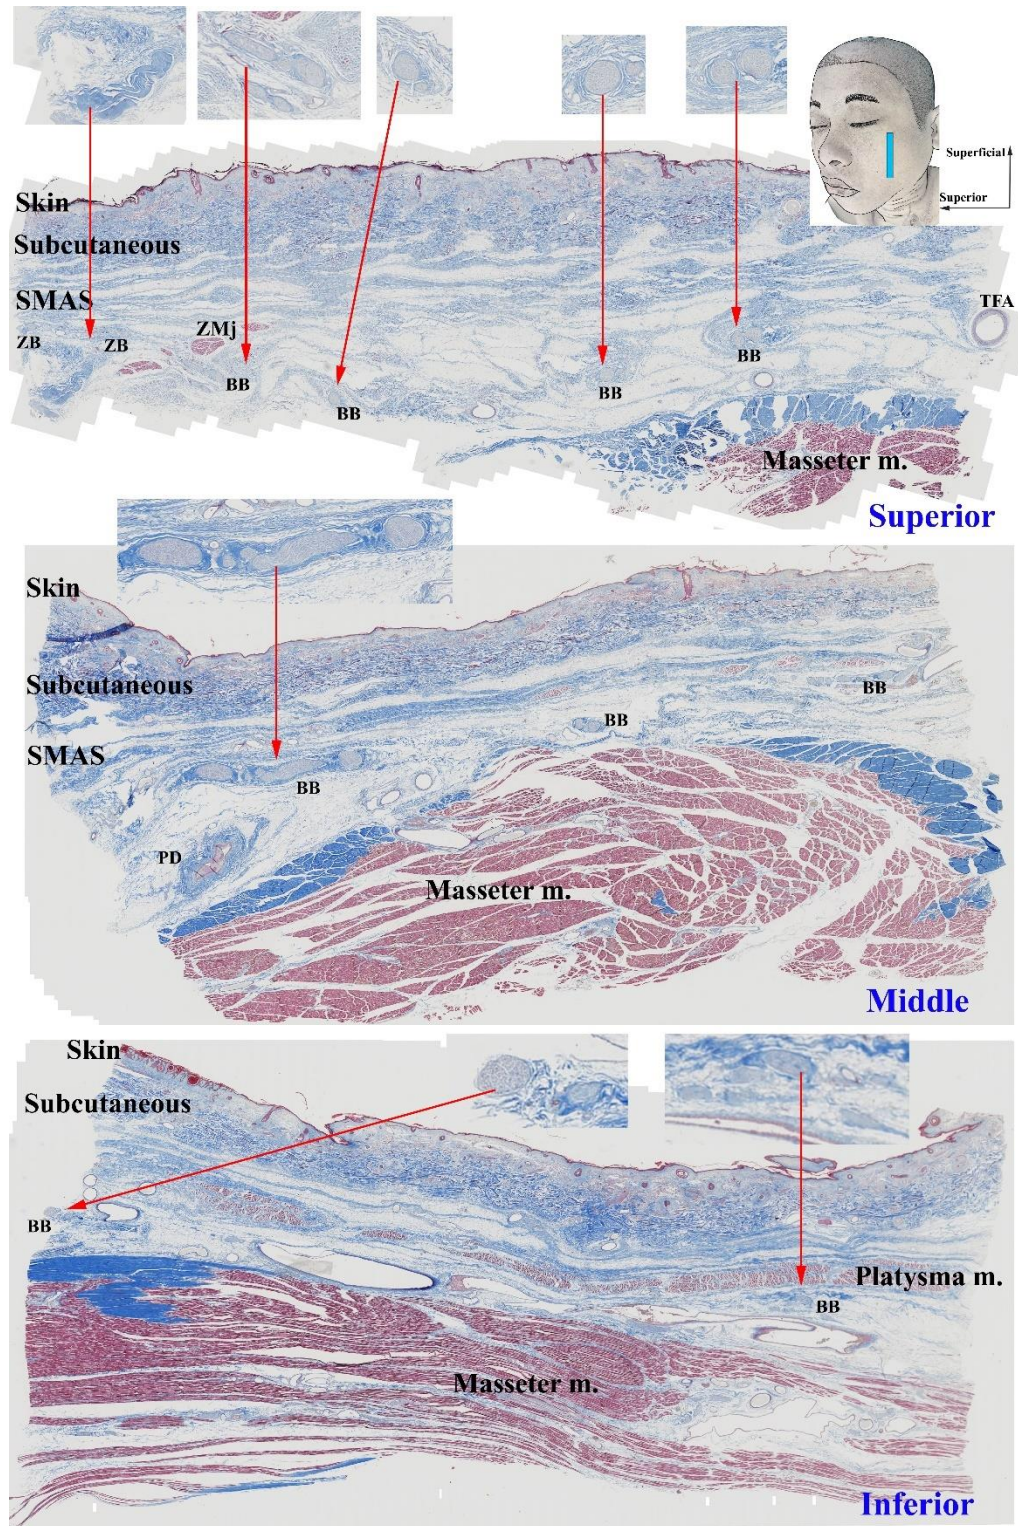 Superficial
Superior
Skin
Subcutaneous
SMAS
TFA
ZB
ZB
ZMj
BB
BB
BB
BB
Masseter m.
Superior
Skin
Subcutaneous
BB
BB
SMAS
BB
PD
Masseter m.
Middle
Skin
Subcutaneous
BB
Platysma m.
BB
Masseter m.
Inferior